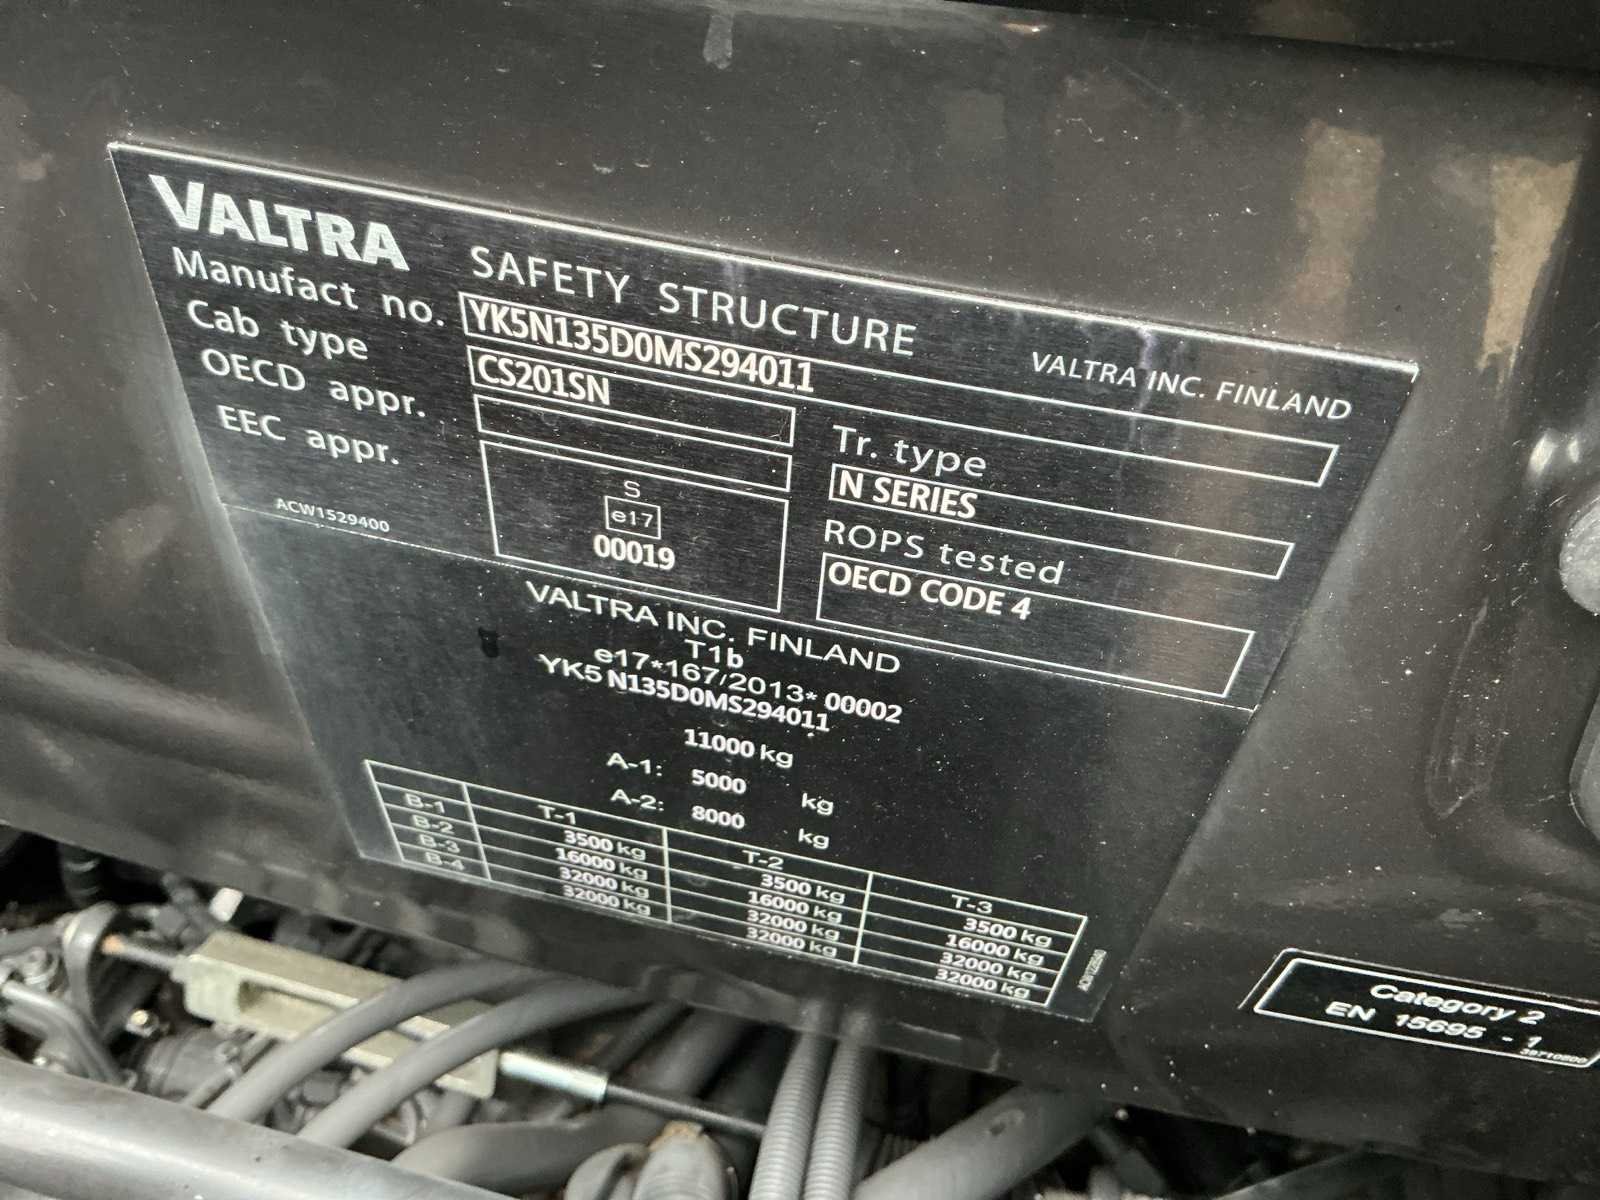 VALTRA SAFETY STRUCTURE VALTRA INC. FINLAND
Manufact no. YK5N135D0MS294011
Cab type CS201SN Tr. type
OECD appr. N SERIES
EEC appr. ROPS tested
S
e17
00019
OECD CODE 4
ACW1529400
VALTRA INC. FINLAND
T1b
e17*167/2013* 00002
YK5 N135D0MS294011
11000 kg
A-1: 5000 kg
A-2: 8000 kg
T-1 T-2 T-3
B-1 3500 kg 3500 kg 3500 kg
B-2 16000 kg 16000 kg 16000 kg
B-3 32000 kg 32000 kg 32000 kg
B-4 32000 kg 32000 kg 32000 kg
Category 2
EN 15695 - 1